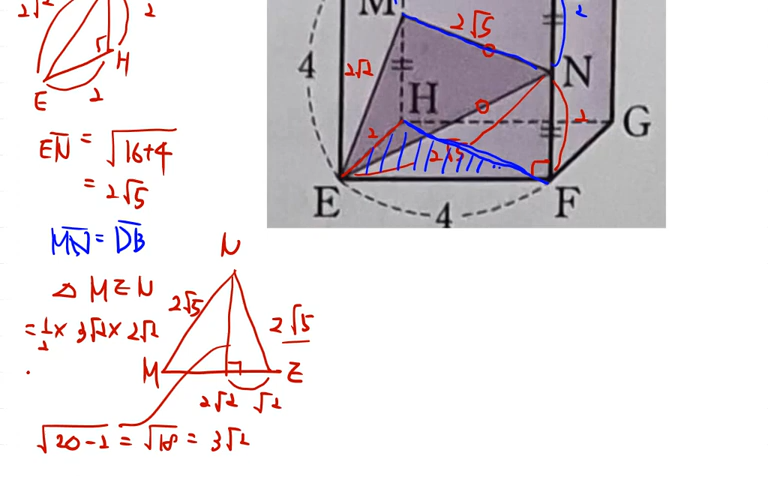 2√2
2
H
E
2
EN = √16+4
= 2√5
MN = DB
△ MEN
= 1/2 × 3√2 × 2√2
N
2√5
2√5
M
E
2√2
√2
√20-2 = √18 = 3√2
M
2√5
2
4
2√2
N
H
2
2
2√5
G
E
F
4